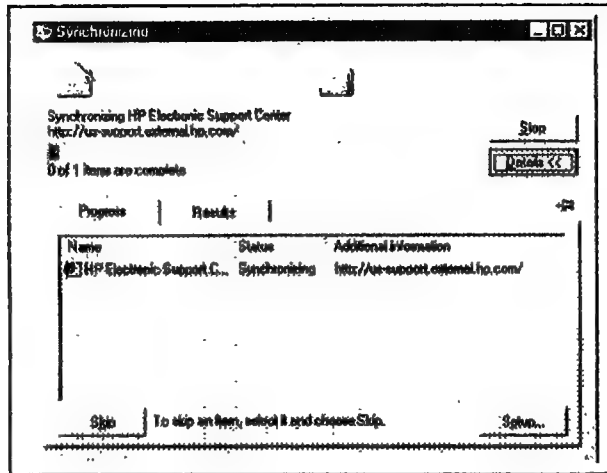 Synchronizing
Synchronizing HP Electronic Support Center
http://us-support.external.hp.com/
Stop
0 of 1 items are complete
Details <<
Progress Results
Name Status Additional Information
HP Electronic Support C... Synchronizing http://us-support.external.hp.com/
Skip To skip an item, select it and choose Skip. Setup...